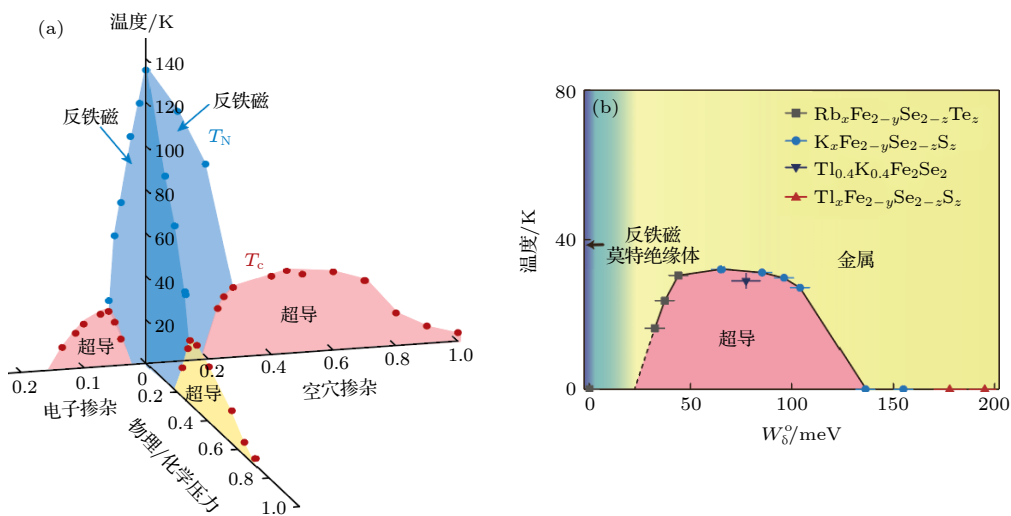 (a)
温度/K
140
120
100
80
60
40
20
0
反铁磁
反铁磁
T_N
T_c
超导
超导
超导
0.2
0.1
电子掺杂
0.2
0.4
0.6
0.8
1.0
空穴掺杂
0.2
0.4
0.6
0.8
1.0
物理/化学压力
(b)
80
40
0
温度/K
Rb_xFe_{2−y}Se_{2−z}Te_z
K_xFe_{2−y}Se_{2−z}S_z
Tl_{0.4}K_{0.4}Fe_2Se_2
Tl_xFe_{2−y}Se_{2−z}S_z
反铁磁
莫特绝缘体
金属
超导
0
50
100
150
200
W_δ^o/meV